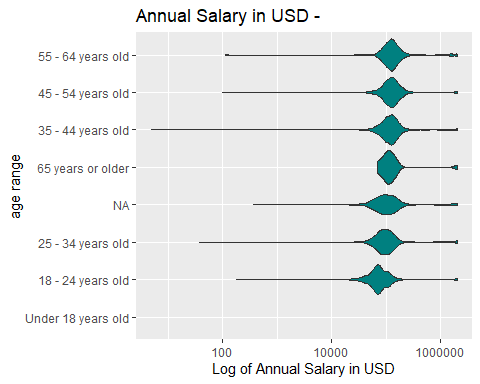 Annual Salary in USD -
age range
55 - 64 years old
45 - 54 years old
35 - 44 years old
65 years or older
NA
25 - 34 years old
18 - 24 years old
Under 18 years old
100 10000 1000000
Log of Annual Salary in USD